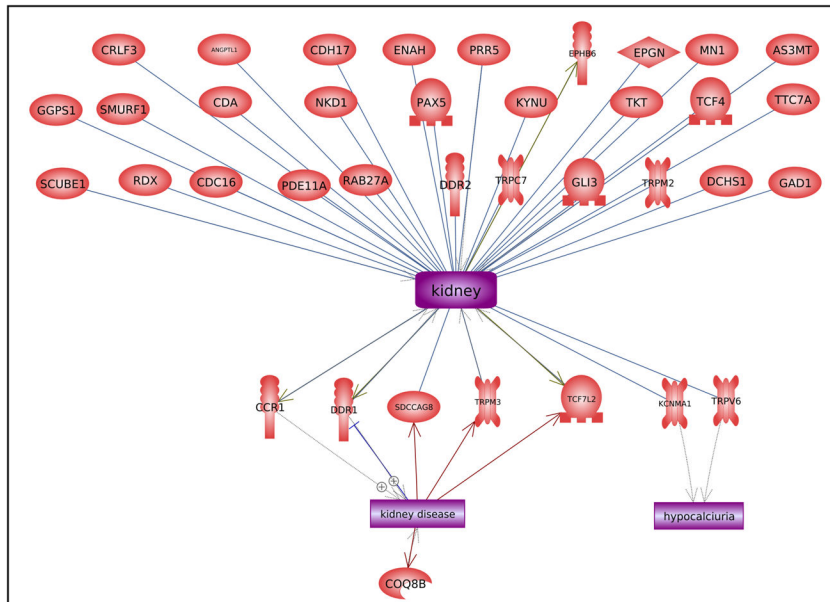 CRLF3
ANGPTL1
CDH17
ENAH
PRR5
EPHB6
EPGN
MN1
AS3MT
GGPS1
SMURF1
CDA
NKD1
PAX5
KYNU
TKT
TCF4
TTC7A
SCUBE1
RDX
CDC16
PDE11A
RAB27A
DDR2
TRPC7
GLI3
TRPM2
DCHS1
GAD1
kidney
CCR1
DDR1
SDCCAG8
TRPM3
TCF7L2
KCNMA1
TRPV6
kidney disease
hypocalciuria
COQ8B